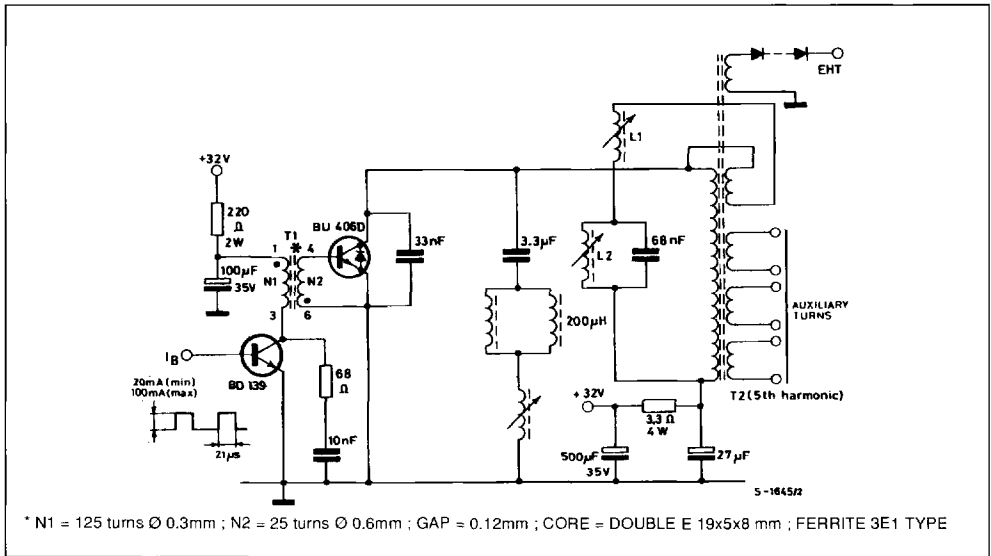 EHT
L1
+32V
220
Ω
2W
T1
*
BU 406D
1
4
N1
N2
3
6
100µF
35V
33nF
3.3µF
L2
68nF
200µH
AUXILIARY
TURNS
T2 (5th harmonic)
IB
BD 139
20mA (min)
100mA (max)
21µs
68
Ω
10nF
+ 32V
3,3 Ω
4W
500µF
35V
27µF
S-1645/2
* N1 = 125 turns Ø 0.3mm ; N2 = 25 turns Ø 0.6mm ; GAP = 0.12mm ; CORE = DOUBLE E 19x5x8 mm ; FERRITE 3E1 TYPE